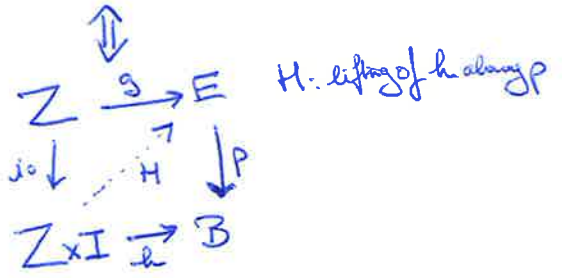 ⇕
Z g E H: lifting of h along p
i₀ H p
Z×I h B